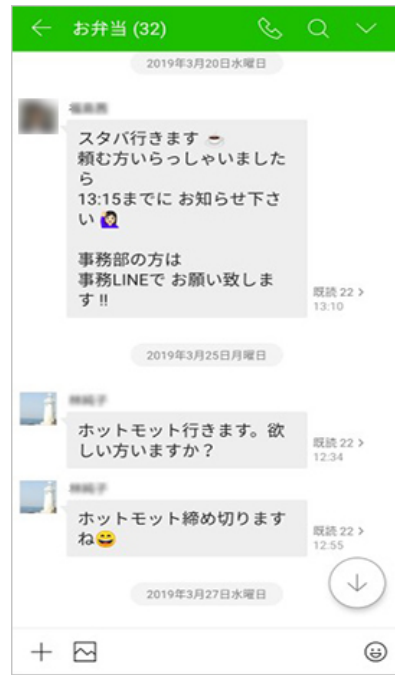 お弁当 (32)
2019年3月20日水曜日
スタバ行きます ☕
頼む方いらっしゃいました
ら
13:15までに お知らせ下さ
い 🙋🏻‍♀️
事務部の方は
事務LINEで お願い致しま
す ‼
既読 22 >
13:10
2019年3月25日月曜日
ホットモット行きます。欲
しい方いますか？
既読 22 >
12:34
ホットモット締め切ります
ね😄
既読 22 >
12:55
2019年3月27日水曜日